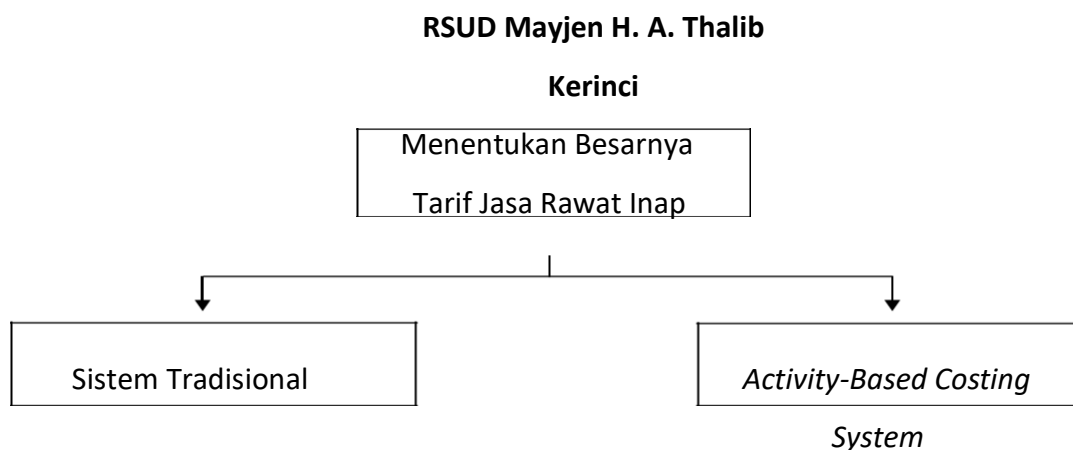 RSUD Mayjen H. A. Thalib
Kerinci
Menentukan Besarnya
Tarif Jasa Rawat Inap
Sistem Tradisional
Activity-Based Costing
System